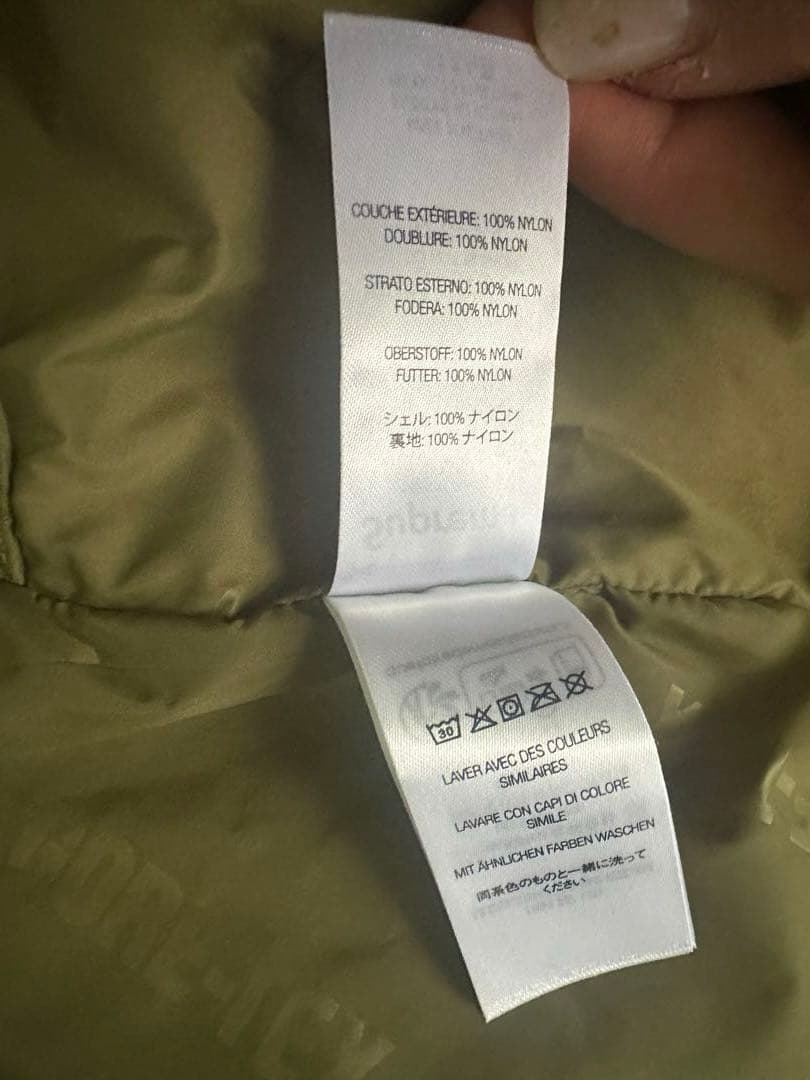 COUCHE EXTÉRIEURE: 100% NYLON
DOUBLURE: 100% NYLON
STRATO ESTERNO: 100% NYLON
FODERA: 100% NYLON
OBERSTOFF: 100% NYLON
FUTTER: 100% NYLON
シェル: 100% ナイロン
裏地: 100% ナイロン
30
LAVER AVEC DES COULEURS
SIMILAIRES
LAVARE CON CAPI DI COLORE
SIMILE
MIT ÄHNLICHEN FARBEN WASCHEN
同系色のものと一緒に洗って
ください